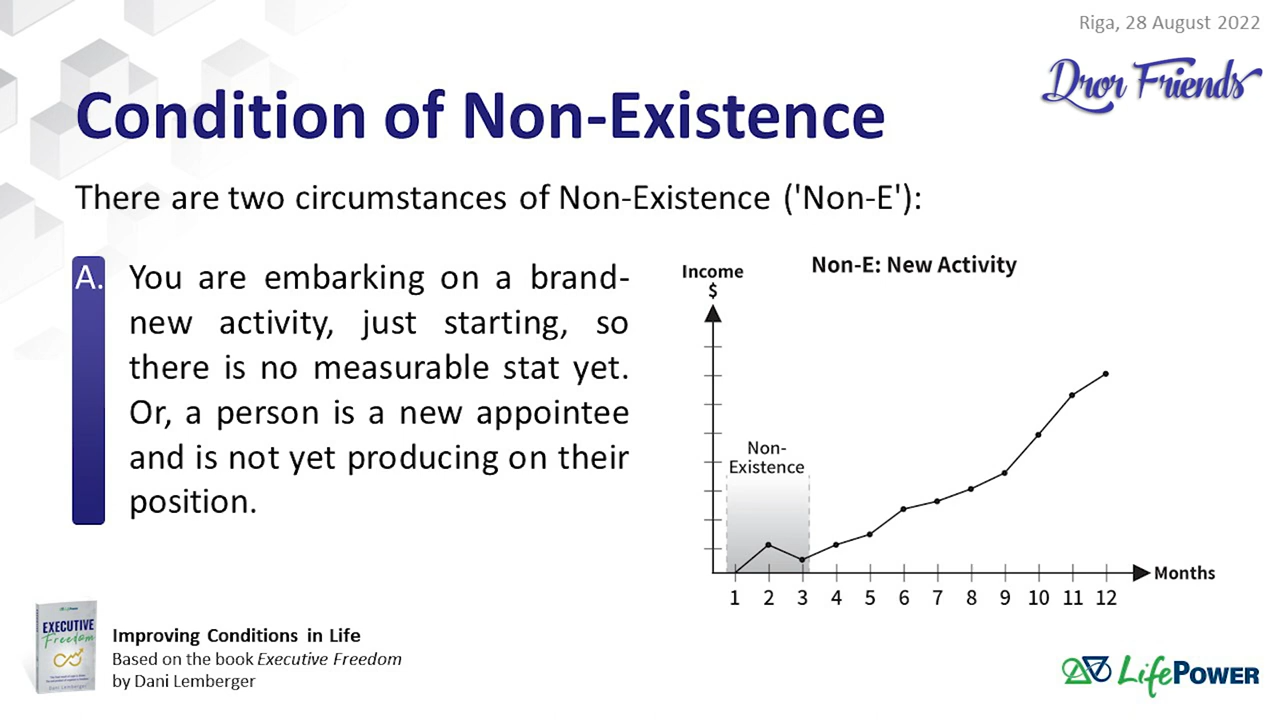 Riga, 28 August 2022
Dror Friends
Condition of Non-Existence
There are two circumstances of Non-Existence ('Non-E'):
A. You are embarking on a brand-
new activity, just starting, so
there is no measurable stat yet.
Or, a person is a new appointee
and is not yet producing on their
position.
Non-E: New Activity
Income
$
Non-
Existence
Months
1 2 3 4 5 6 7 8 9 10 11 12
EXECUTIVE
Freedom
Dani Lemberger
Improving Conditions in Life
Based on the book Executive Freedom
by Dani Lemberger
LifePOWER